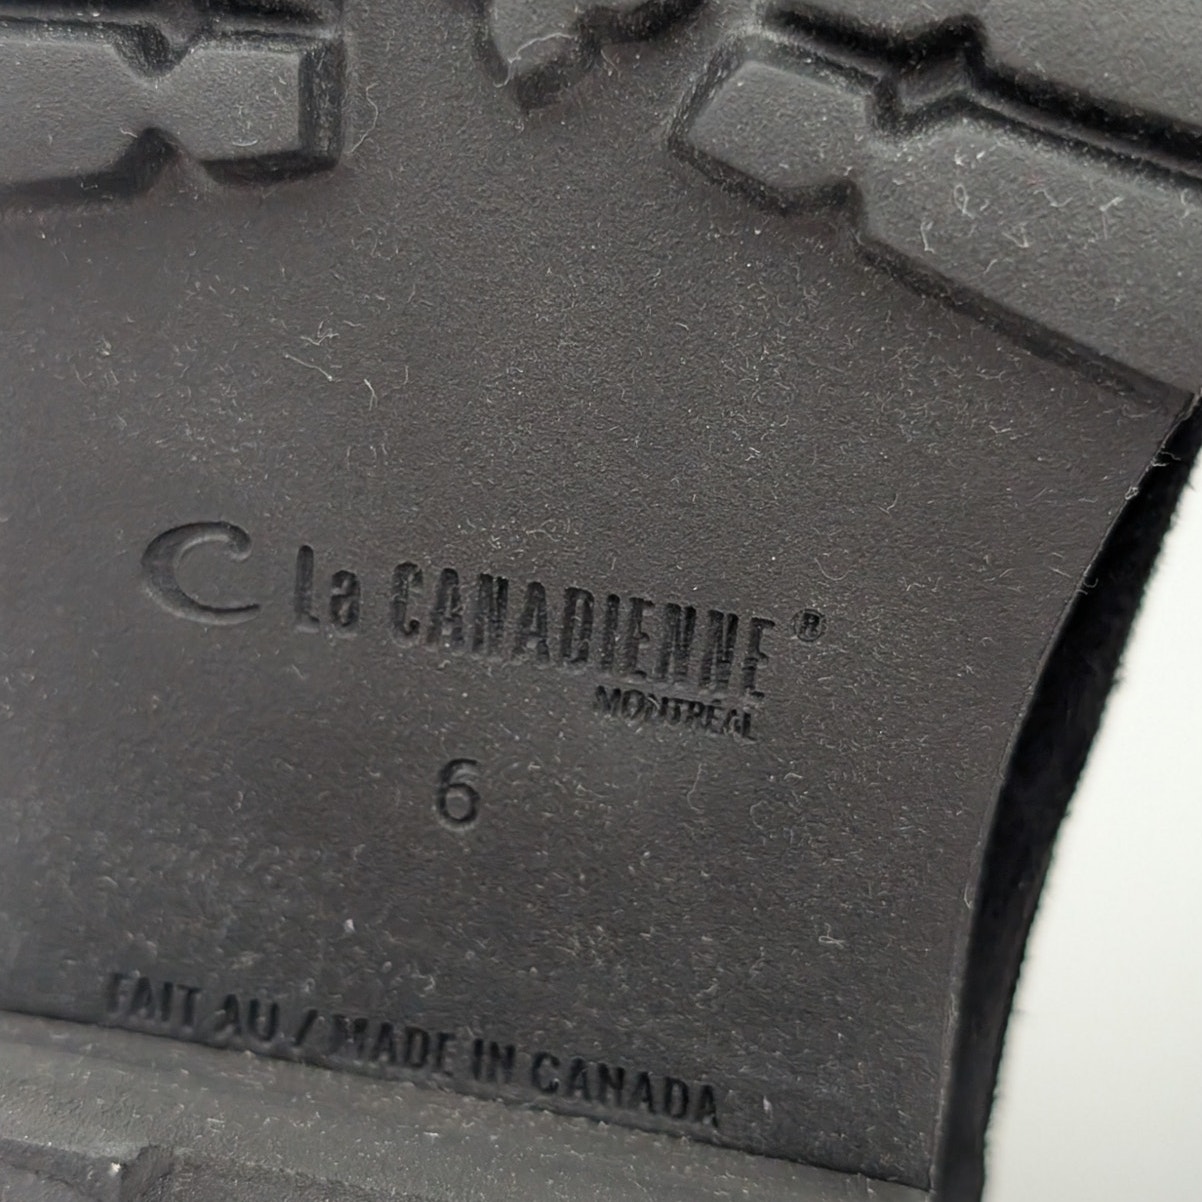 La CANADIENNE®
MONTRÉAL
6
FAIT AU / MADE IN CANADA